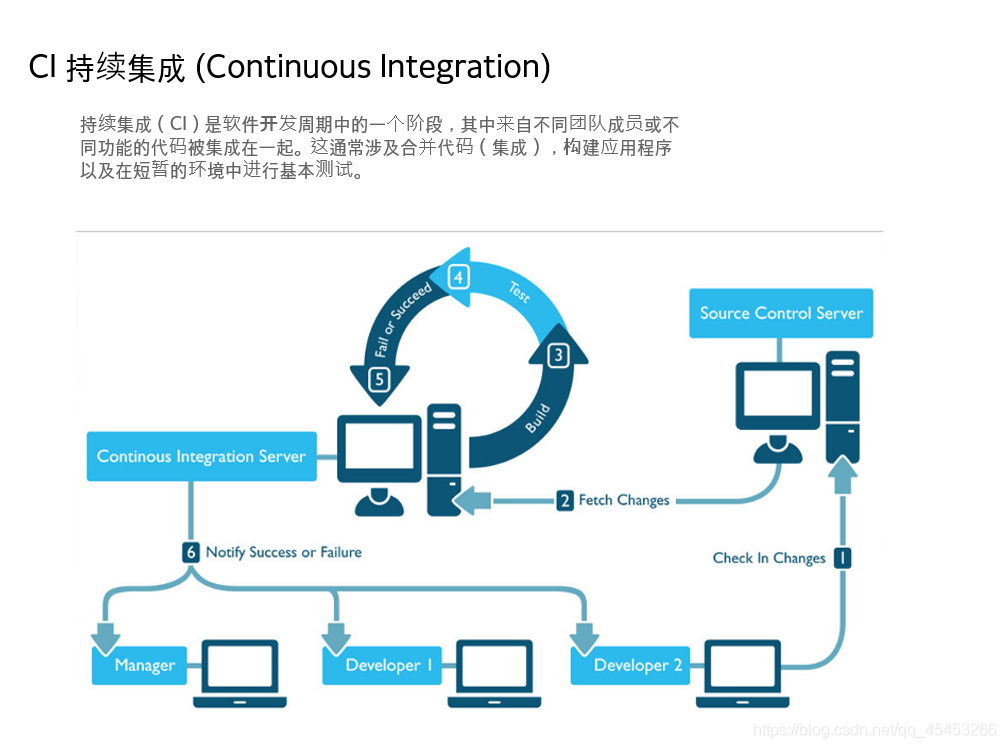 CI 持续集成 (Continuous Integration)
持续集成（CI）是软件开发周期中的一个阶段，其中来自不同团队成员或不
同功能的代码被集成在一起。这通常涉及合并代码（集成），构建应用程序
以及在短暂的环境中进行基本测试。
4
Test
Fail or Succeed
3
5
Build
Source Control Server
Continous Integration Server
2 Fetch Changes
6 Notify Success or Failure
Check In Changes 1
Manager
Developer 1
Developer 2
https://blog.csdn.net/qq_45453266